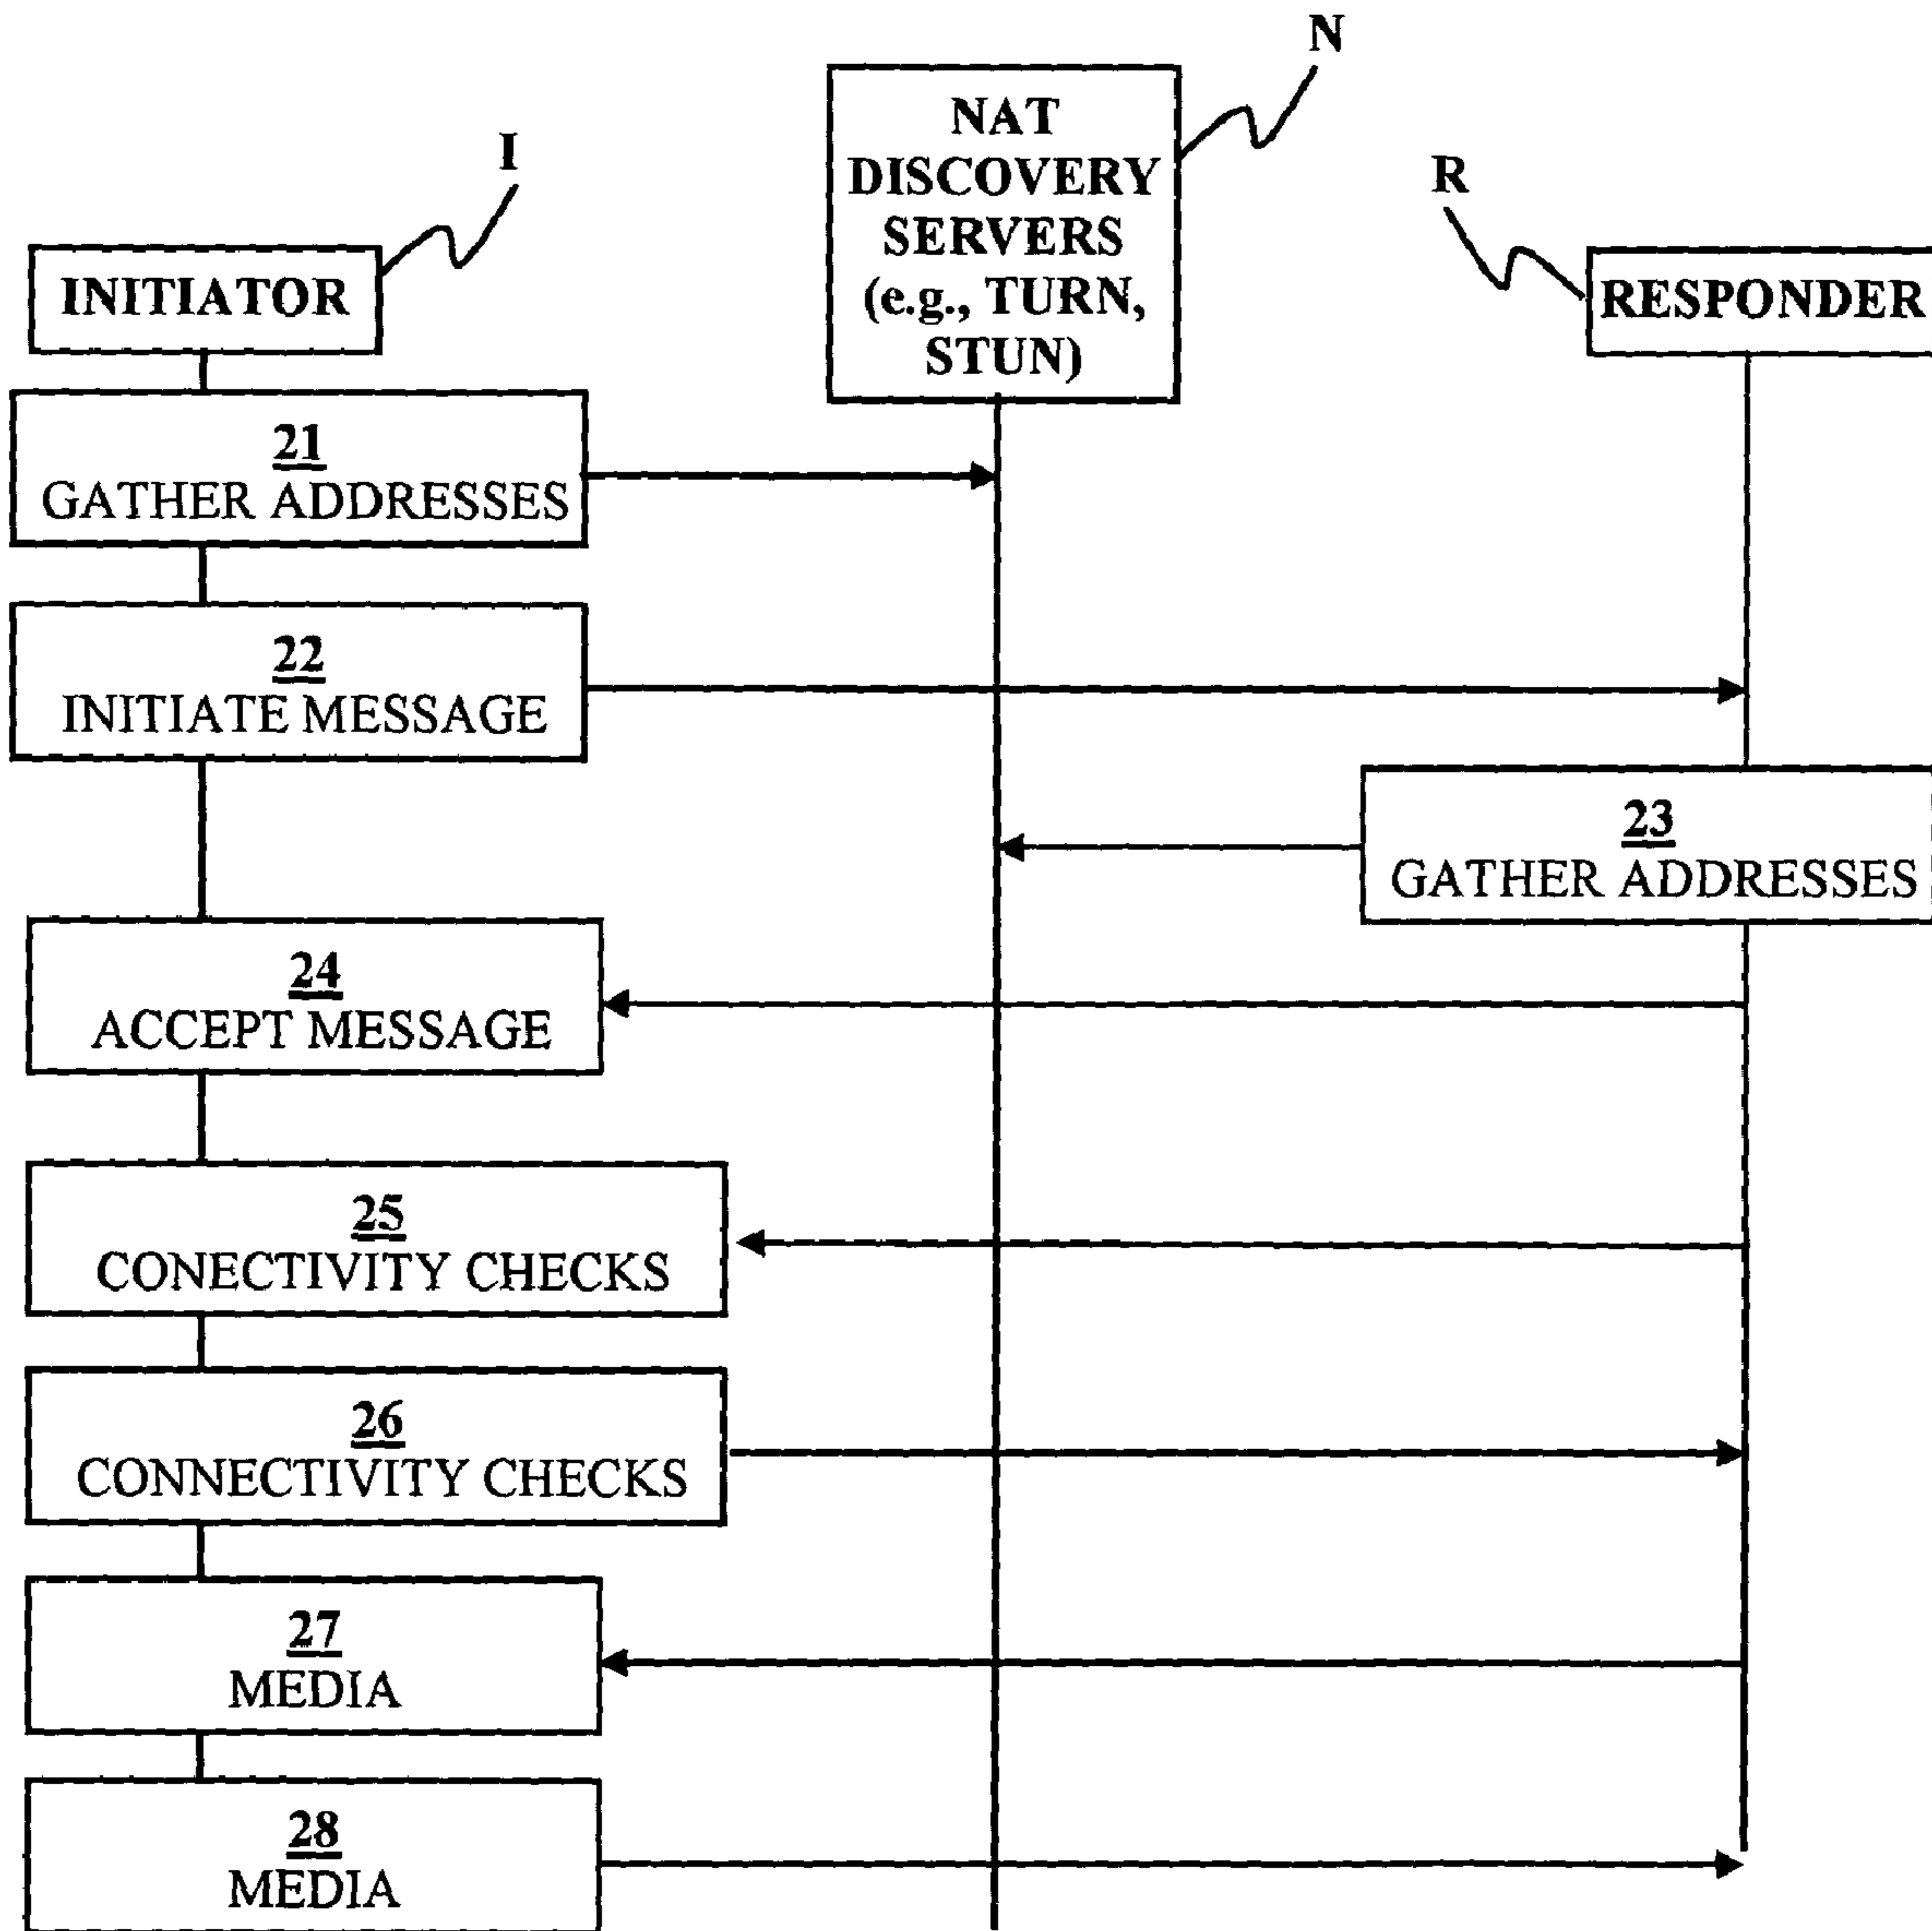 N
NAT
DISCOVERY
SERVERS
(e.g., TURN,
STUN)
I
R
INITIATOR
RESPONDER
21
GATHER ADDRESSES
22
INITIATE MESSAGE
23
GATHER ADDRESSES
24
ACCEPT MESSAGE
25
CONECTIVITY CHECKS
26
CONNECTIVITY CHECKS
27
MEDIA
28
MEDIA